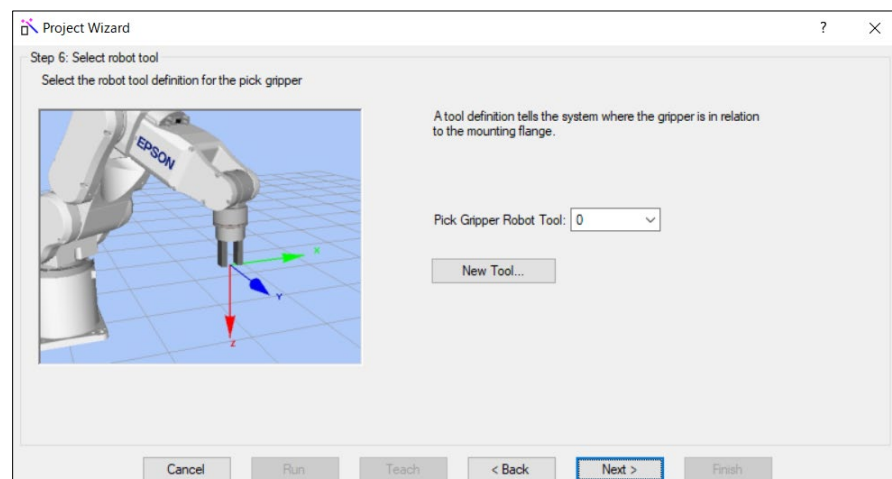 Project Wizard
?
Step 6: Select robot tool
Select the robot tool definition for the pick gripper
EPSON
X
Y
Z
A tool definition tells the system where the gripper is in relation
to the mounting flange.
Pick Gripper Robot Tool: 0
New Tool...
Cancel Run Teach < Back Next > Finish